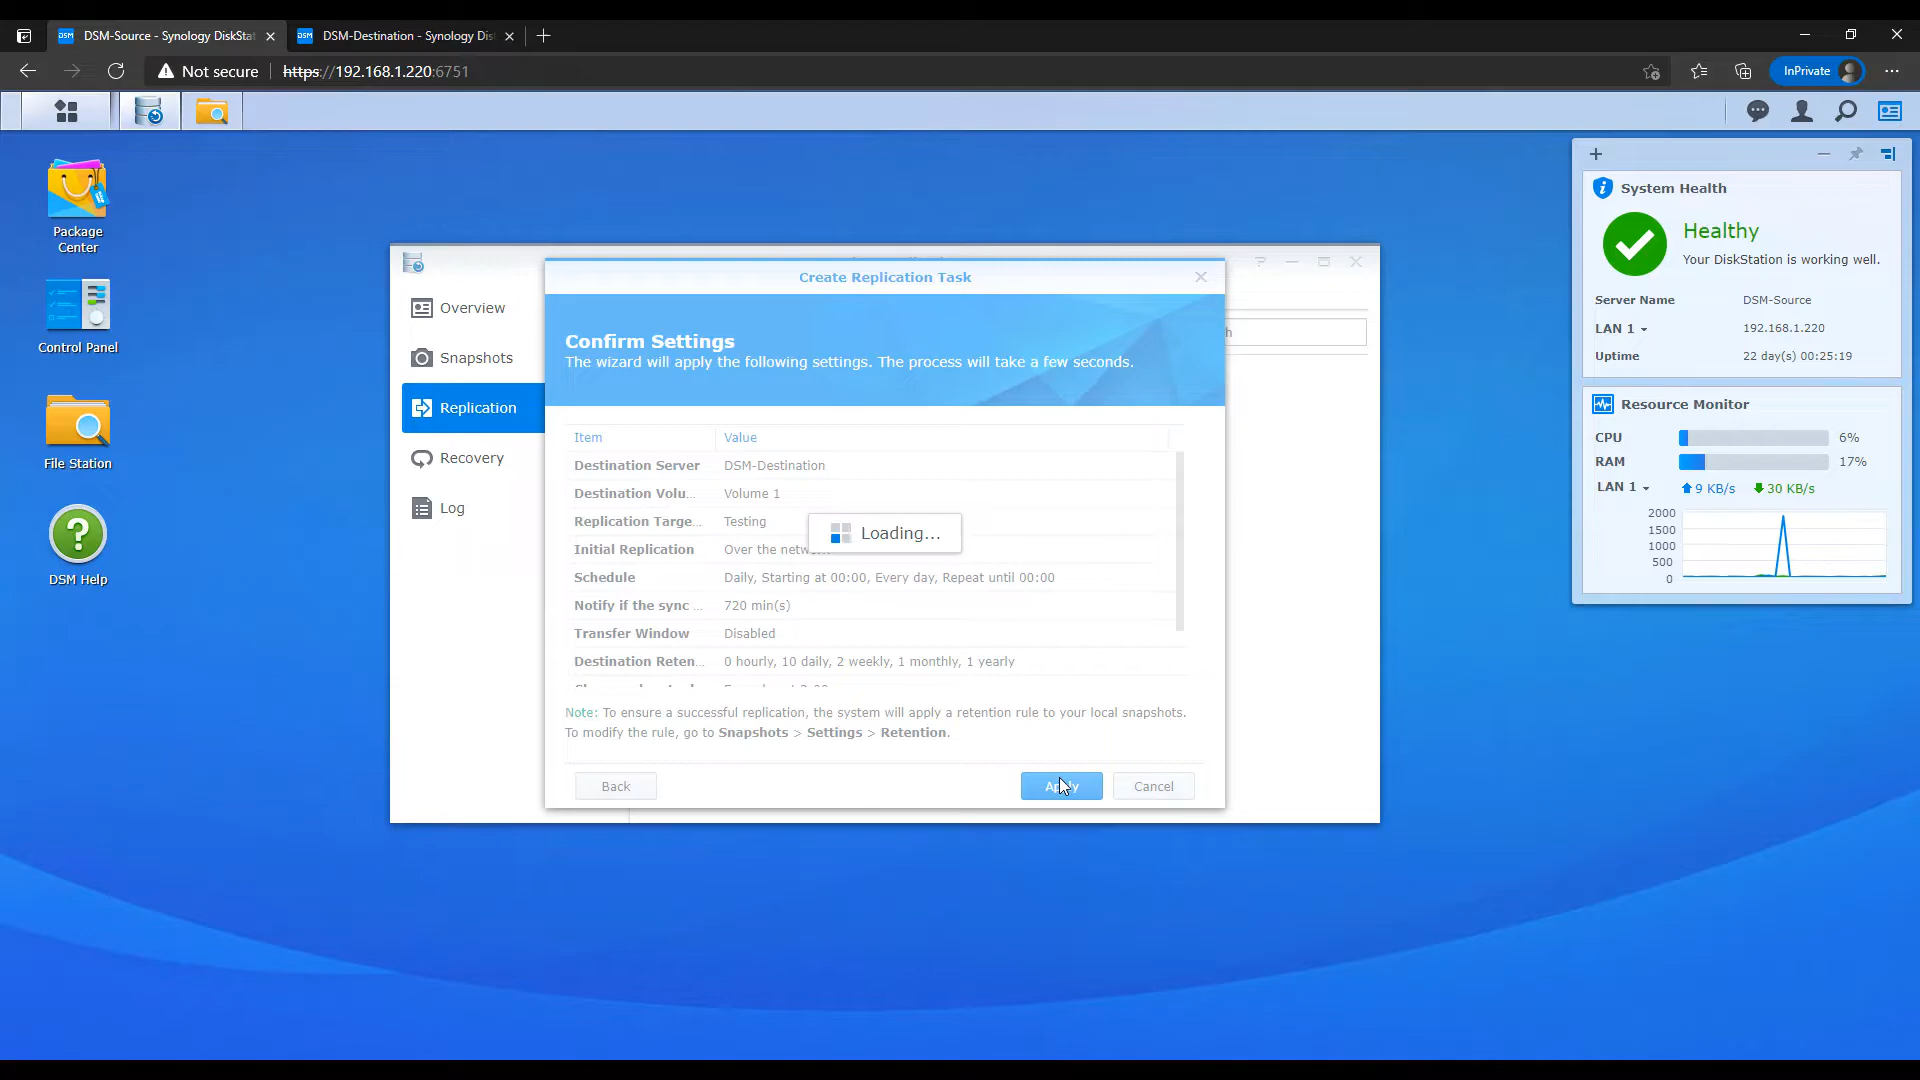 DSM-Source - Synology DiskSta
DSM-Destination - Synology Dis
Not secure
https://192.168.1.220:6751
InPrivate
Package
Center
Control Panel
File Station
DSM Help
Overview
Snapshots
Replication
Recovery
Log
Create Replication Task
Confirm Settings
The wizard will apply the following settings. The process will take a few seconds.
Item Value
Destination Server DSM-Destination
Destination Volu... Volume 1
Replication Targe... Testing
Initial Replication Over the
Schedule Daily, Starting at 00:00, Every day, Repeat until 00:00
Notify if the sync ... 720 min(s)
Transfer Window Disabled
Destination Reten... 0 hourly, 10 daily, 2 weekly, 1 monthly, 1 yearly
Loading...
Note: To ensure a successful replication, the system will apply a retention rule to your local snapshots.
To modify the rule, go to Snapshots > Settings > Retention.
Back
Apply
Cancel
System Health
Healthy
Your DiskStation is working well.
Server Name DSM-Source
LAN 1 192.168.1.220
Uptime 22 day(s) 00:25:19
Resource Monitor
CPU 6%
RAM 17%
LAN 1 9 KB/s 30 KB/s
2000
1500
1000
500
0